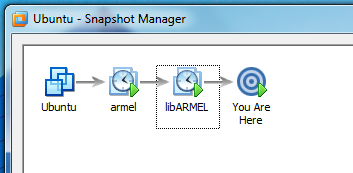 Ubuntu - Snapshot Manager
Ubuntu armel libARMEL You Are
Here